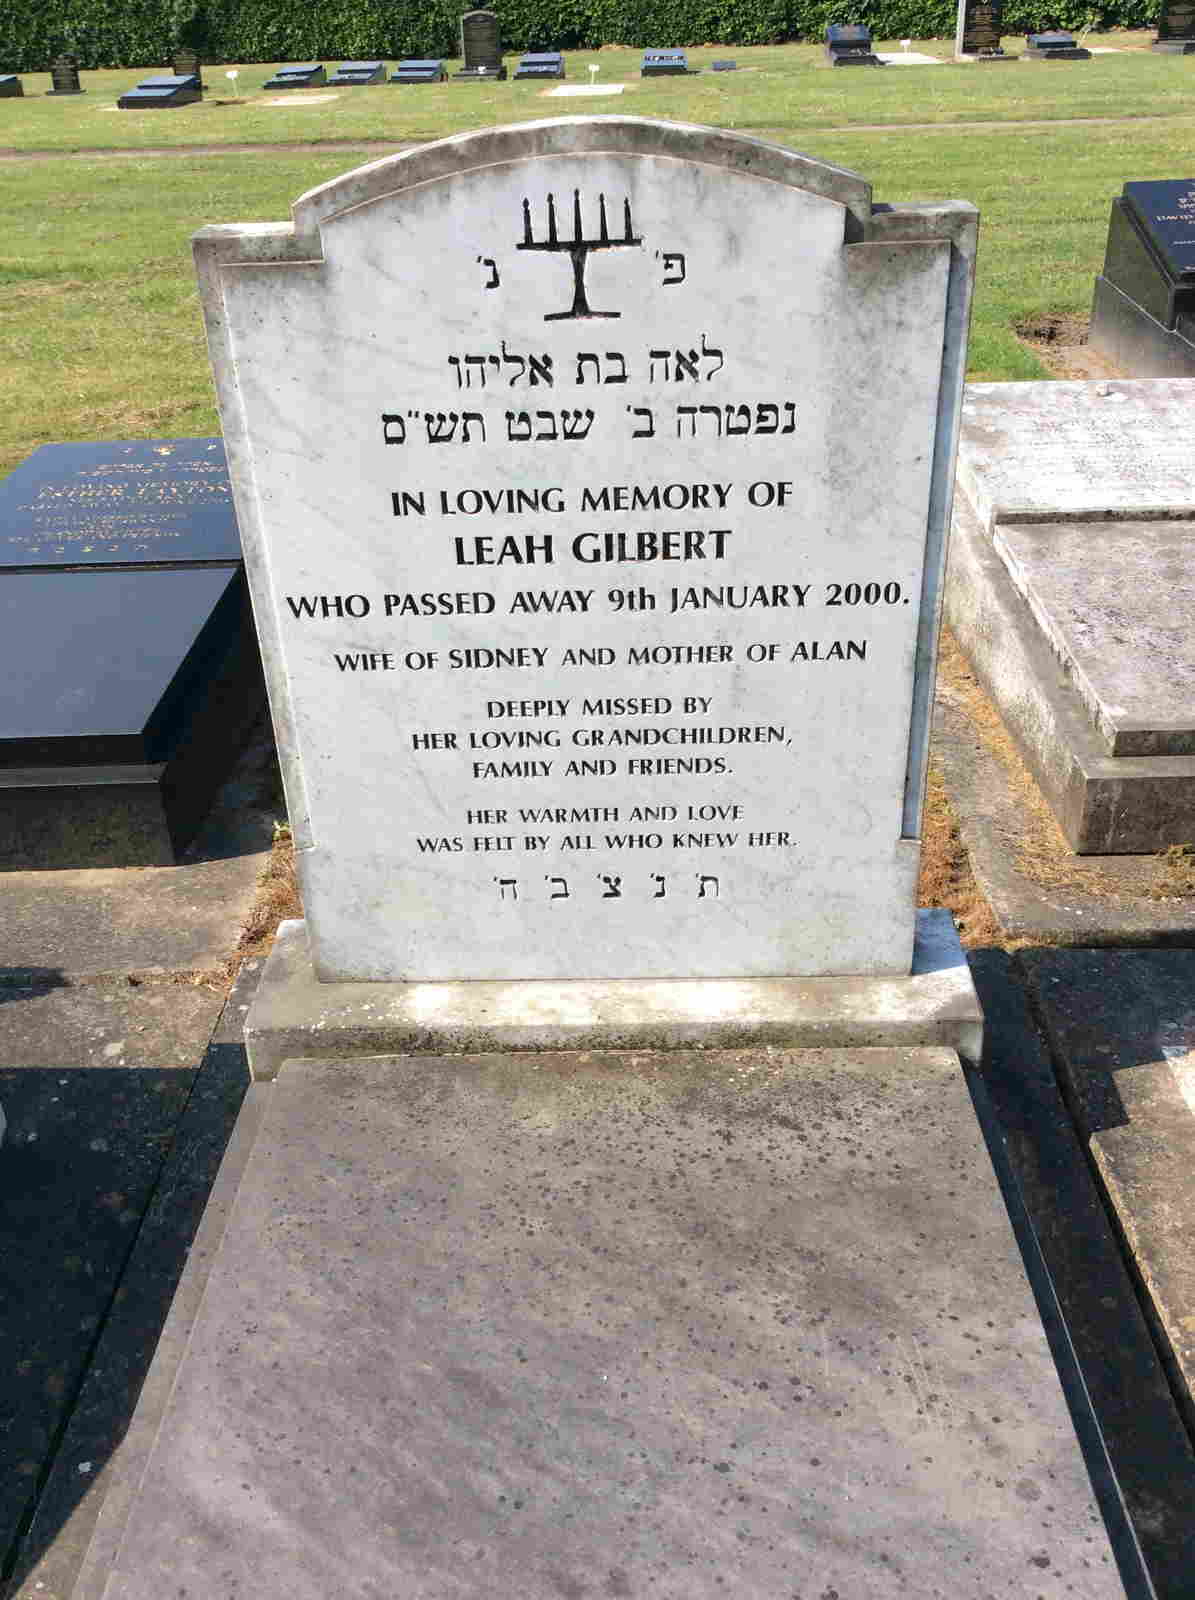 פ' נ'
לאה בת אליהו
נפטרה ב' שבט תש״ם
IN LOVING MEMORY OF
LEAH GILBERT
WHO PASSED AWAY 9th JANUARY 2000.
WIFE OF SIDNEY AND MOTHER OF ALAN
DEEPLY MISSED BY
HER LOVING GRANDCHILDREN,
FAMILY AND FRIENDS.
HER WARMTH AND LOVE
WAS FELT BY ALL WHO KNEW HER.
ת' נ' צ' ב' ה'